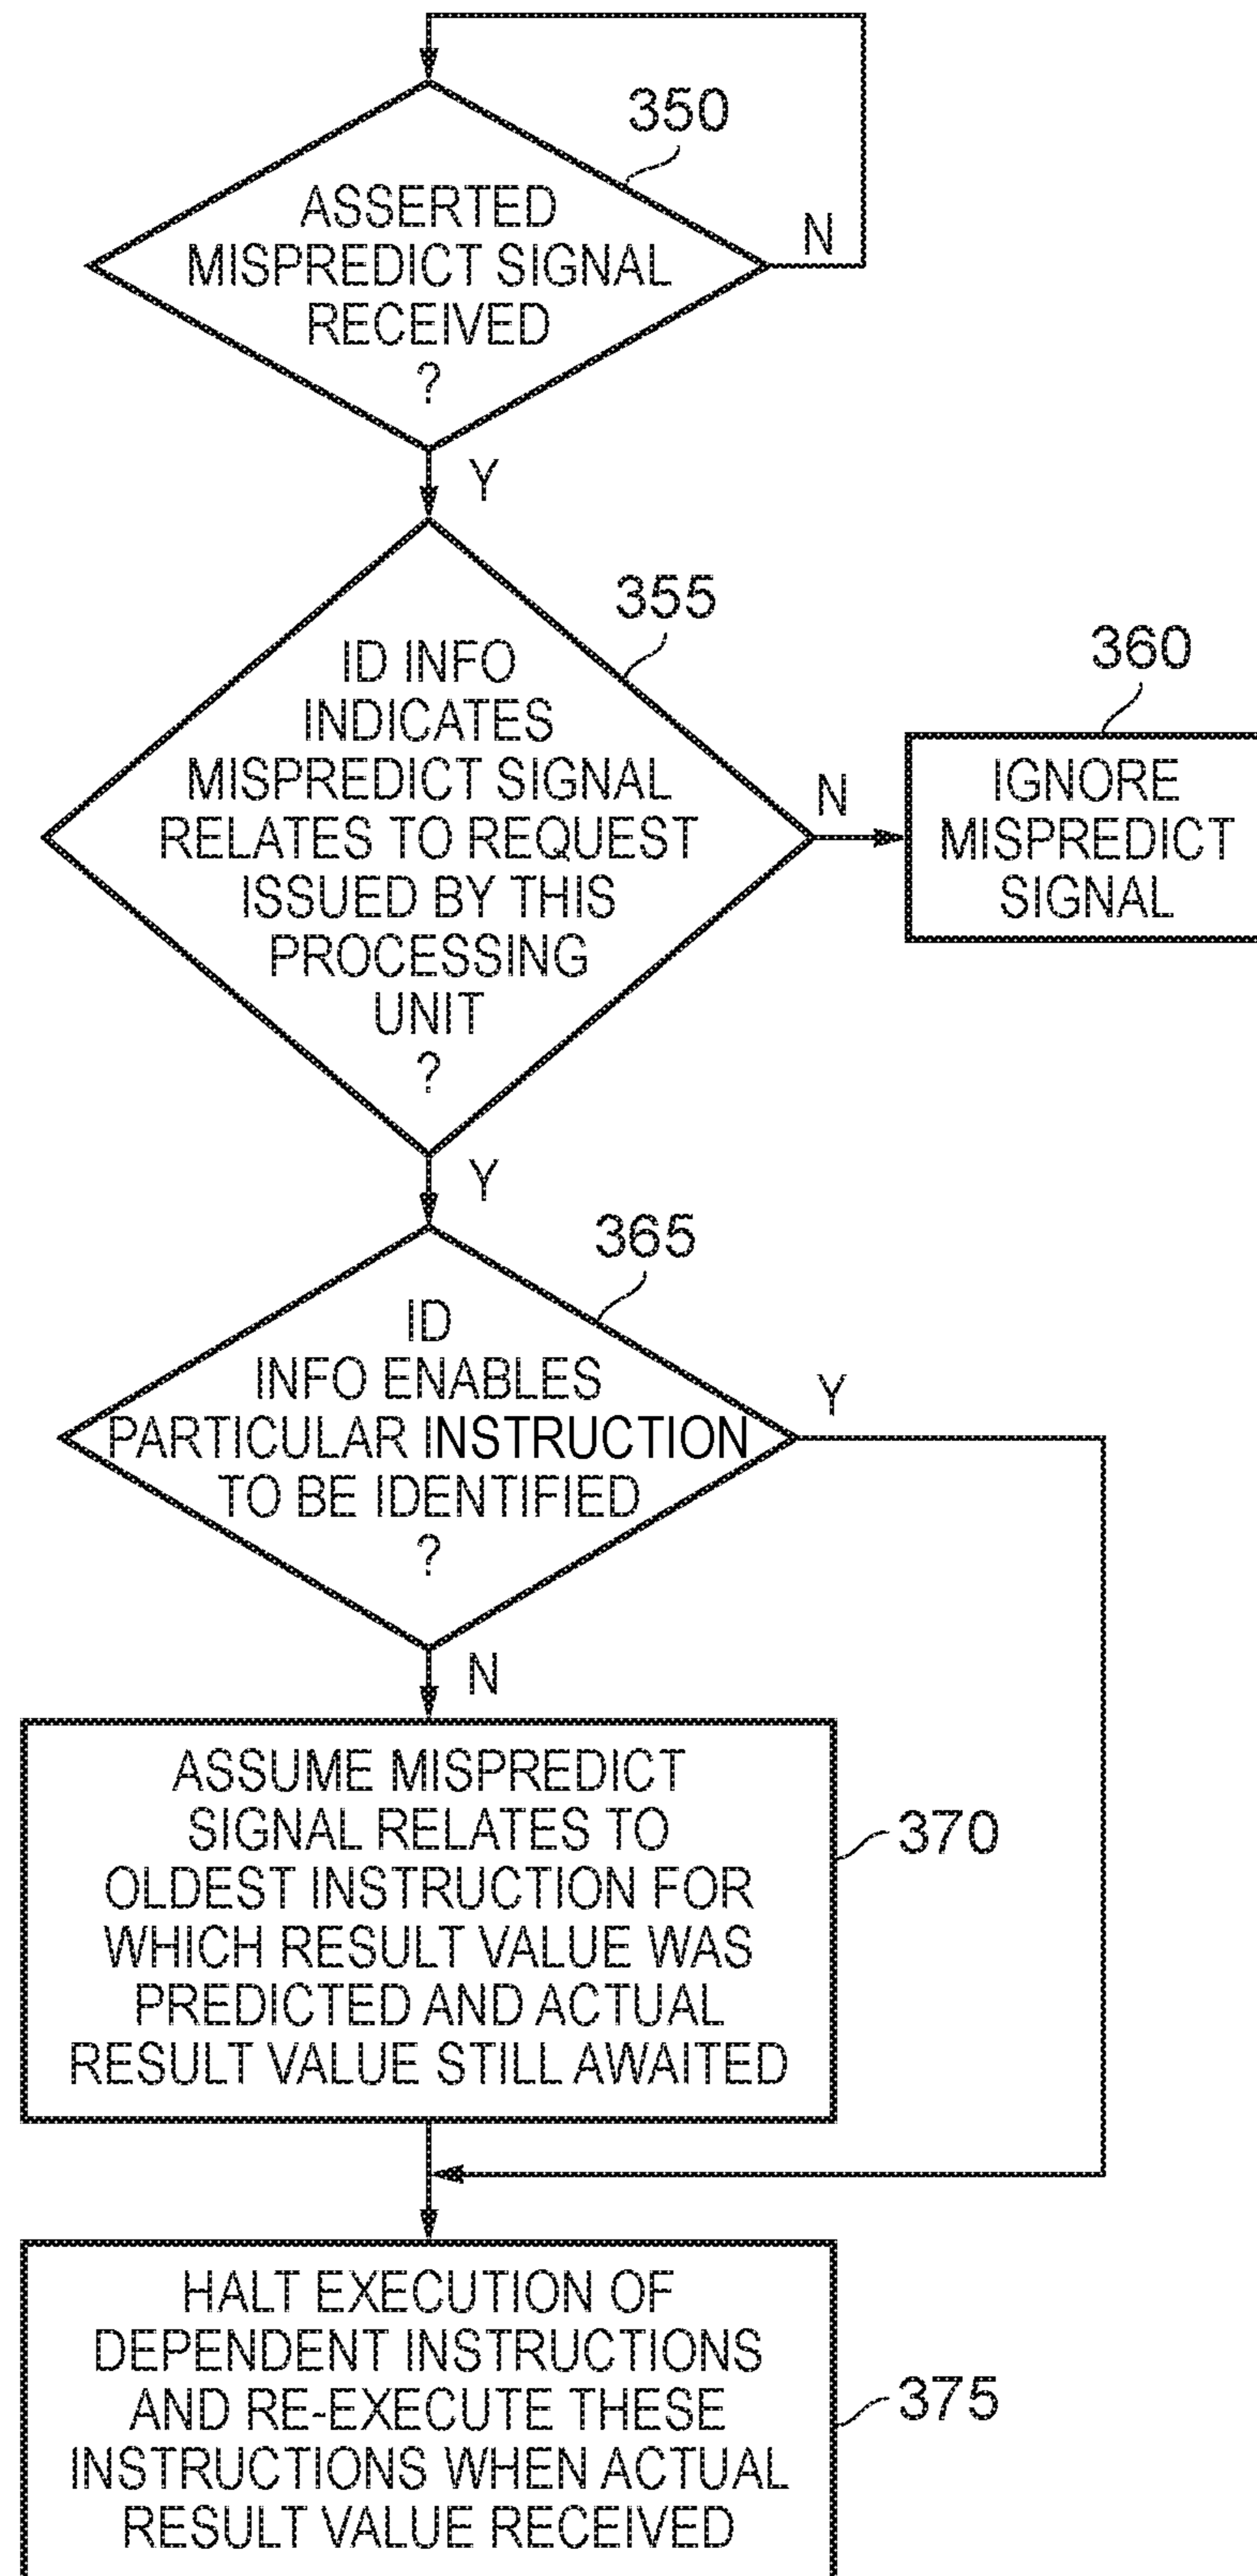 350
ASSERTED
MISPREDICT SIGNAL
RECEIVED
?
N
Y
355
ID INFO
INDICATES
MISPREDICT SIGNAL
RELATES TO REQUEST
ISSUED BY THIS
PROCESSING
UNIT
?
N
360
IGNORE
MISPREDICT
SIGNAL
Y
365
ID
INFO ENABLES
PARTICULAR INSTRUCTION
TO BE IDENTIFIED
?
Y
N
ASSUME MISPREDICT
SIGNAL RELATES TO
OLDEST INSTRUCTION FOR
WHICH RESULT VALUE WAS
PREDICTED AND ACTUAL
RESULT VALUE STILL AWAITED
370
HALT EXECUTION OF
DEPENDENT INSTRUCTIONS
AND RE-EXECUTE THESE
INSTRUCTIONS WHEN ACTUAL
RESULT VALUE RECEIVED
375